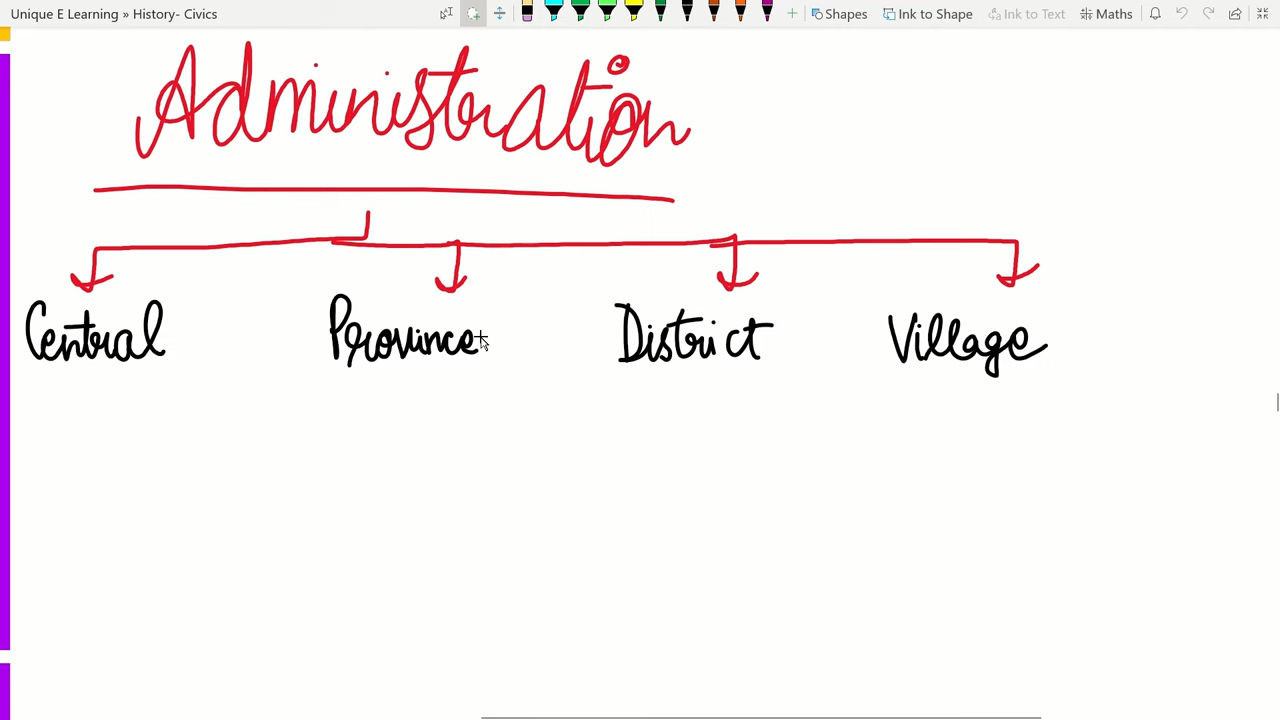 Unique E Learning » History- Civics
Shapes Ink to Shape Ink to Text Maths
Administration
Central Province District Village